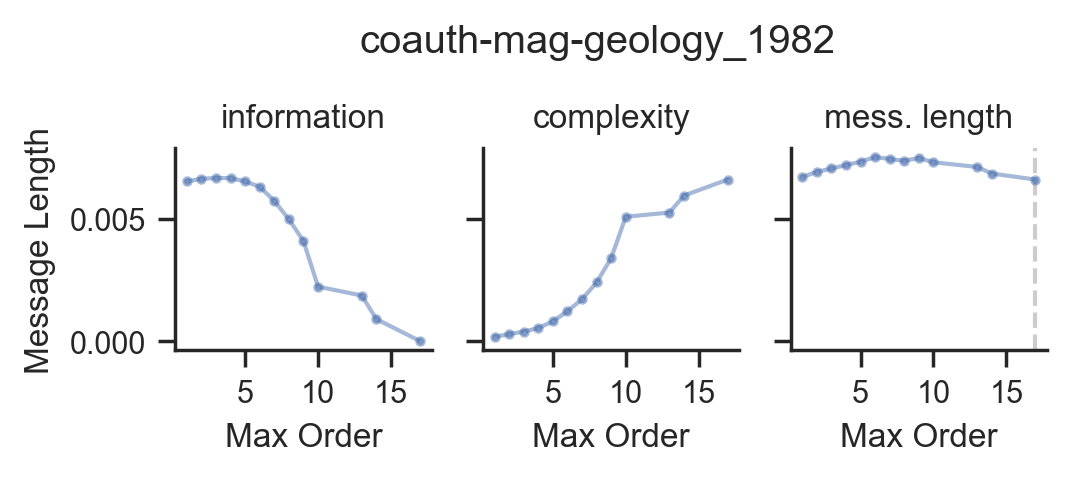 coauth-mag-geology_1982
information
complexity
mess. length
Message Length
0.005
0.000
5 10 15
5 10 15
5 10 15
Max Order
Max Order
Max Order